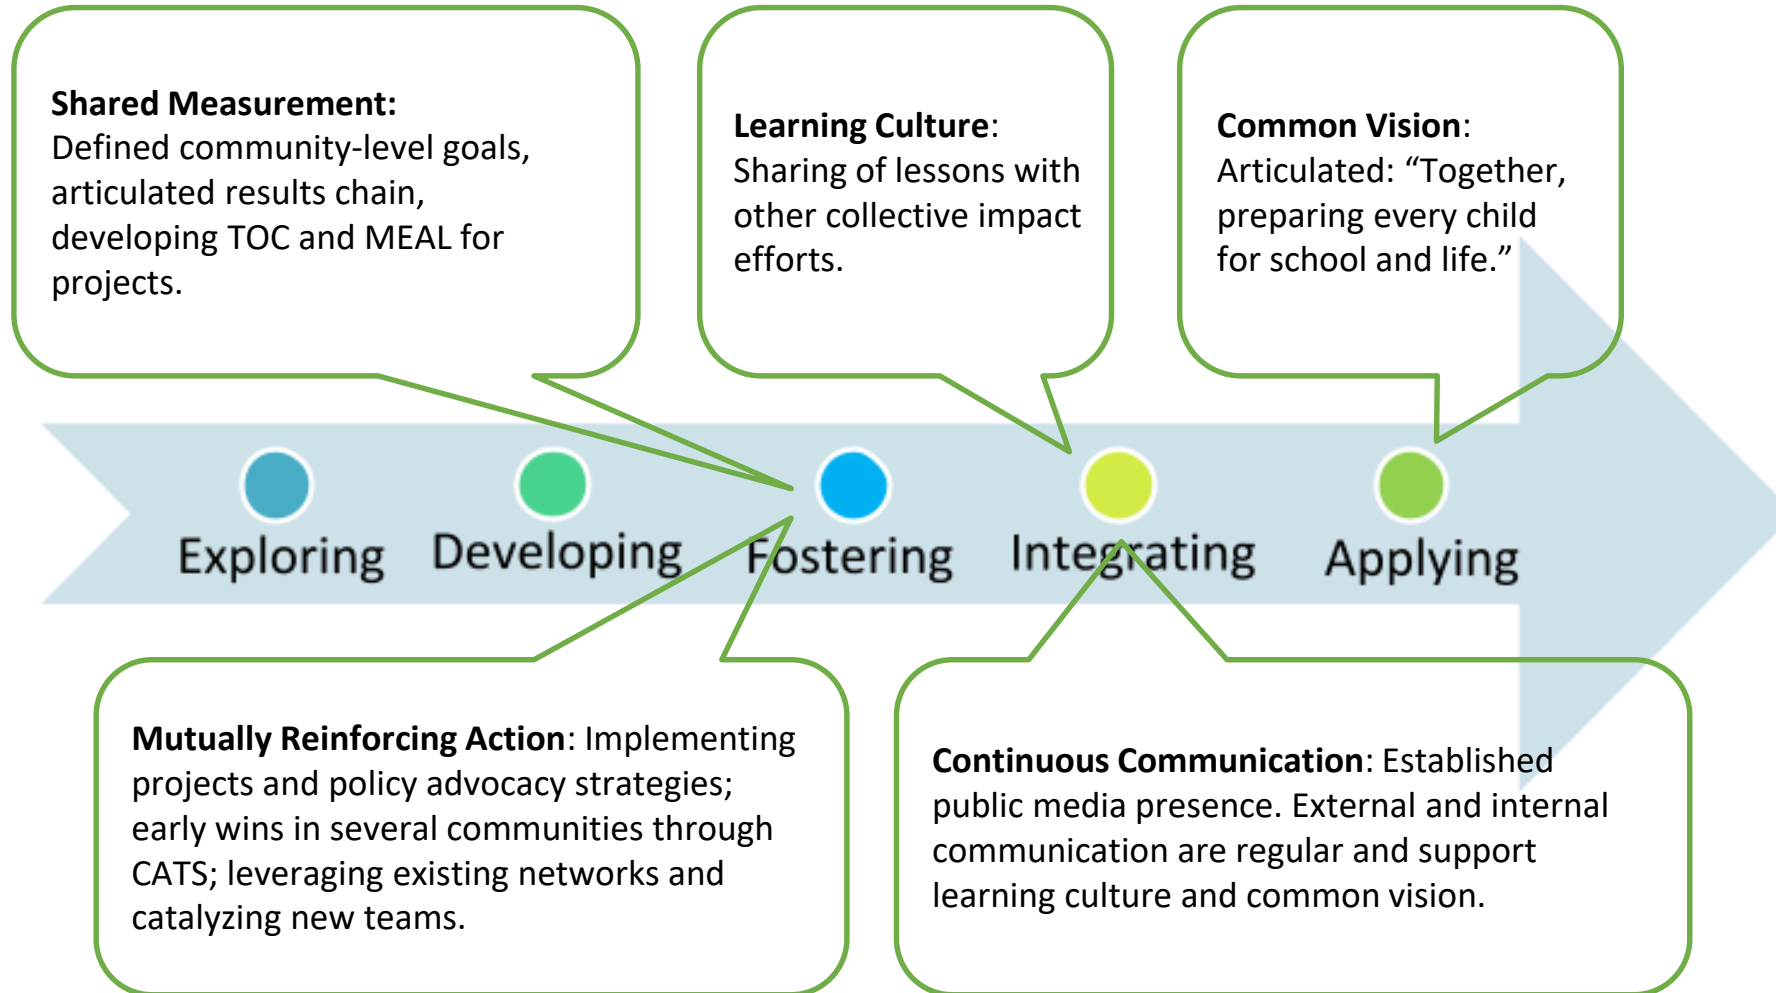 Shared Measurement:
Defined community-level goals,
articulated results chain,
developing TOC and MEAL for
projects.
Learning Culture:
Sharing of lessons with
other collective impact
efforts.
Common Vision:
Articulated: “Together,
preparing every child
for school and life.”
Exploring
Developing
Fostering
Integrating
Applying
Mutually Reinforcing Action: Implementing
projects and policy advocacy strategies;
early wins in several communities through
CATS; leveraging existing networks and
catalyzing new teams.
Continuous Communication: Established
public media presence. External and internal
communication are regular and support
learning culture and common vision.